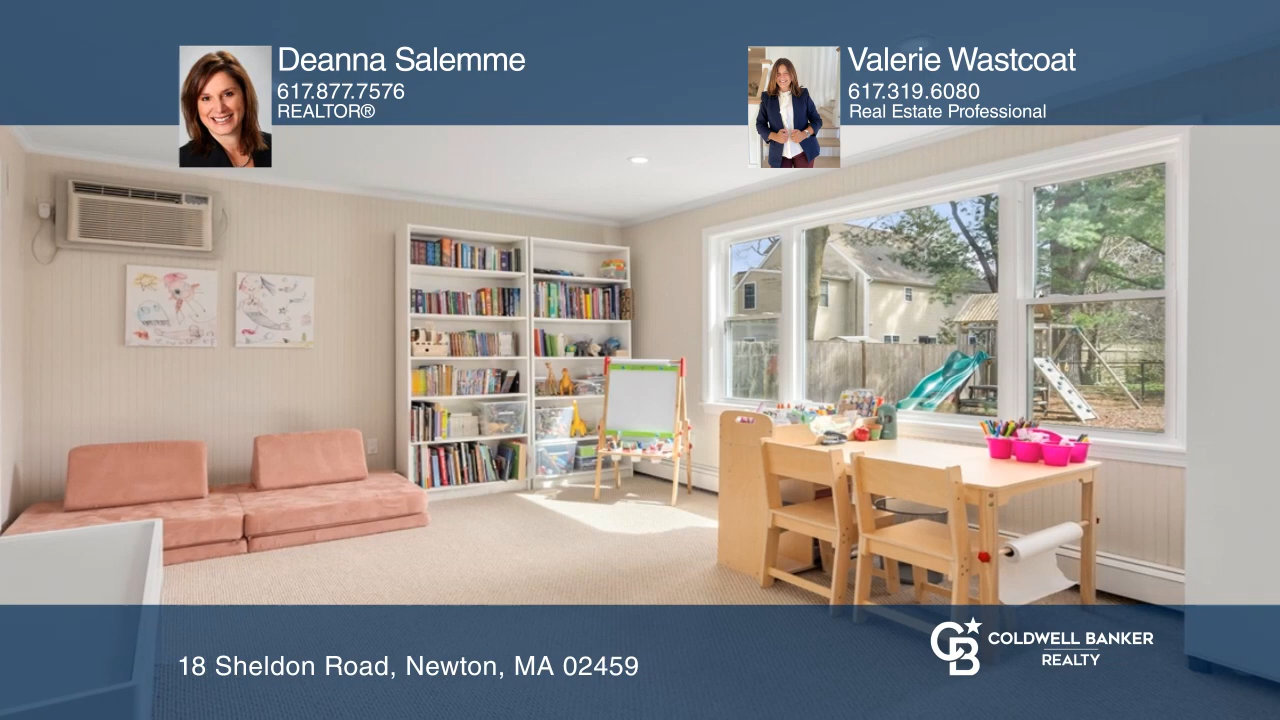 Deanna Salemme
617.877.7576
REALTOR®
Valerie Wastcoat
617.319.6080
Real Estate Professional
18 Sheldon Road, Newton, MA 02459
CB
COLDWELL BANKER
REALTY